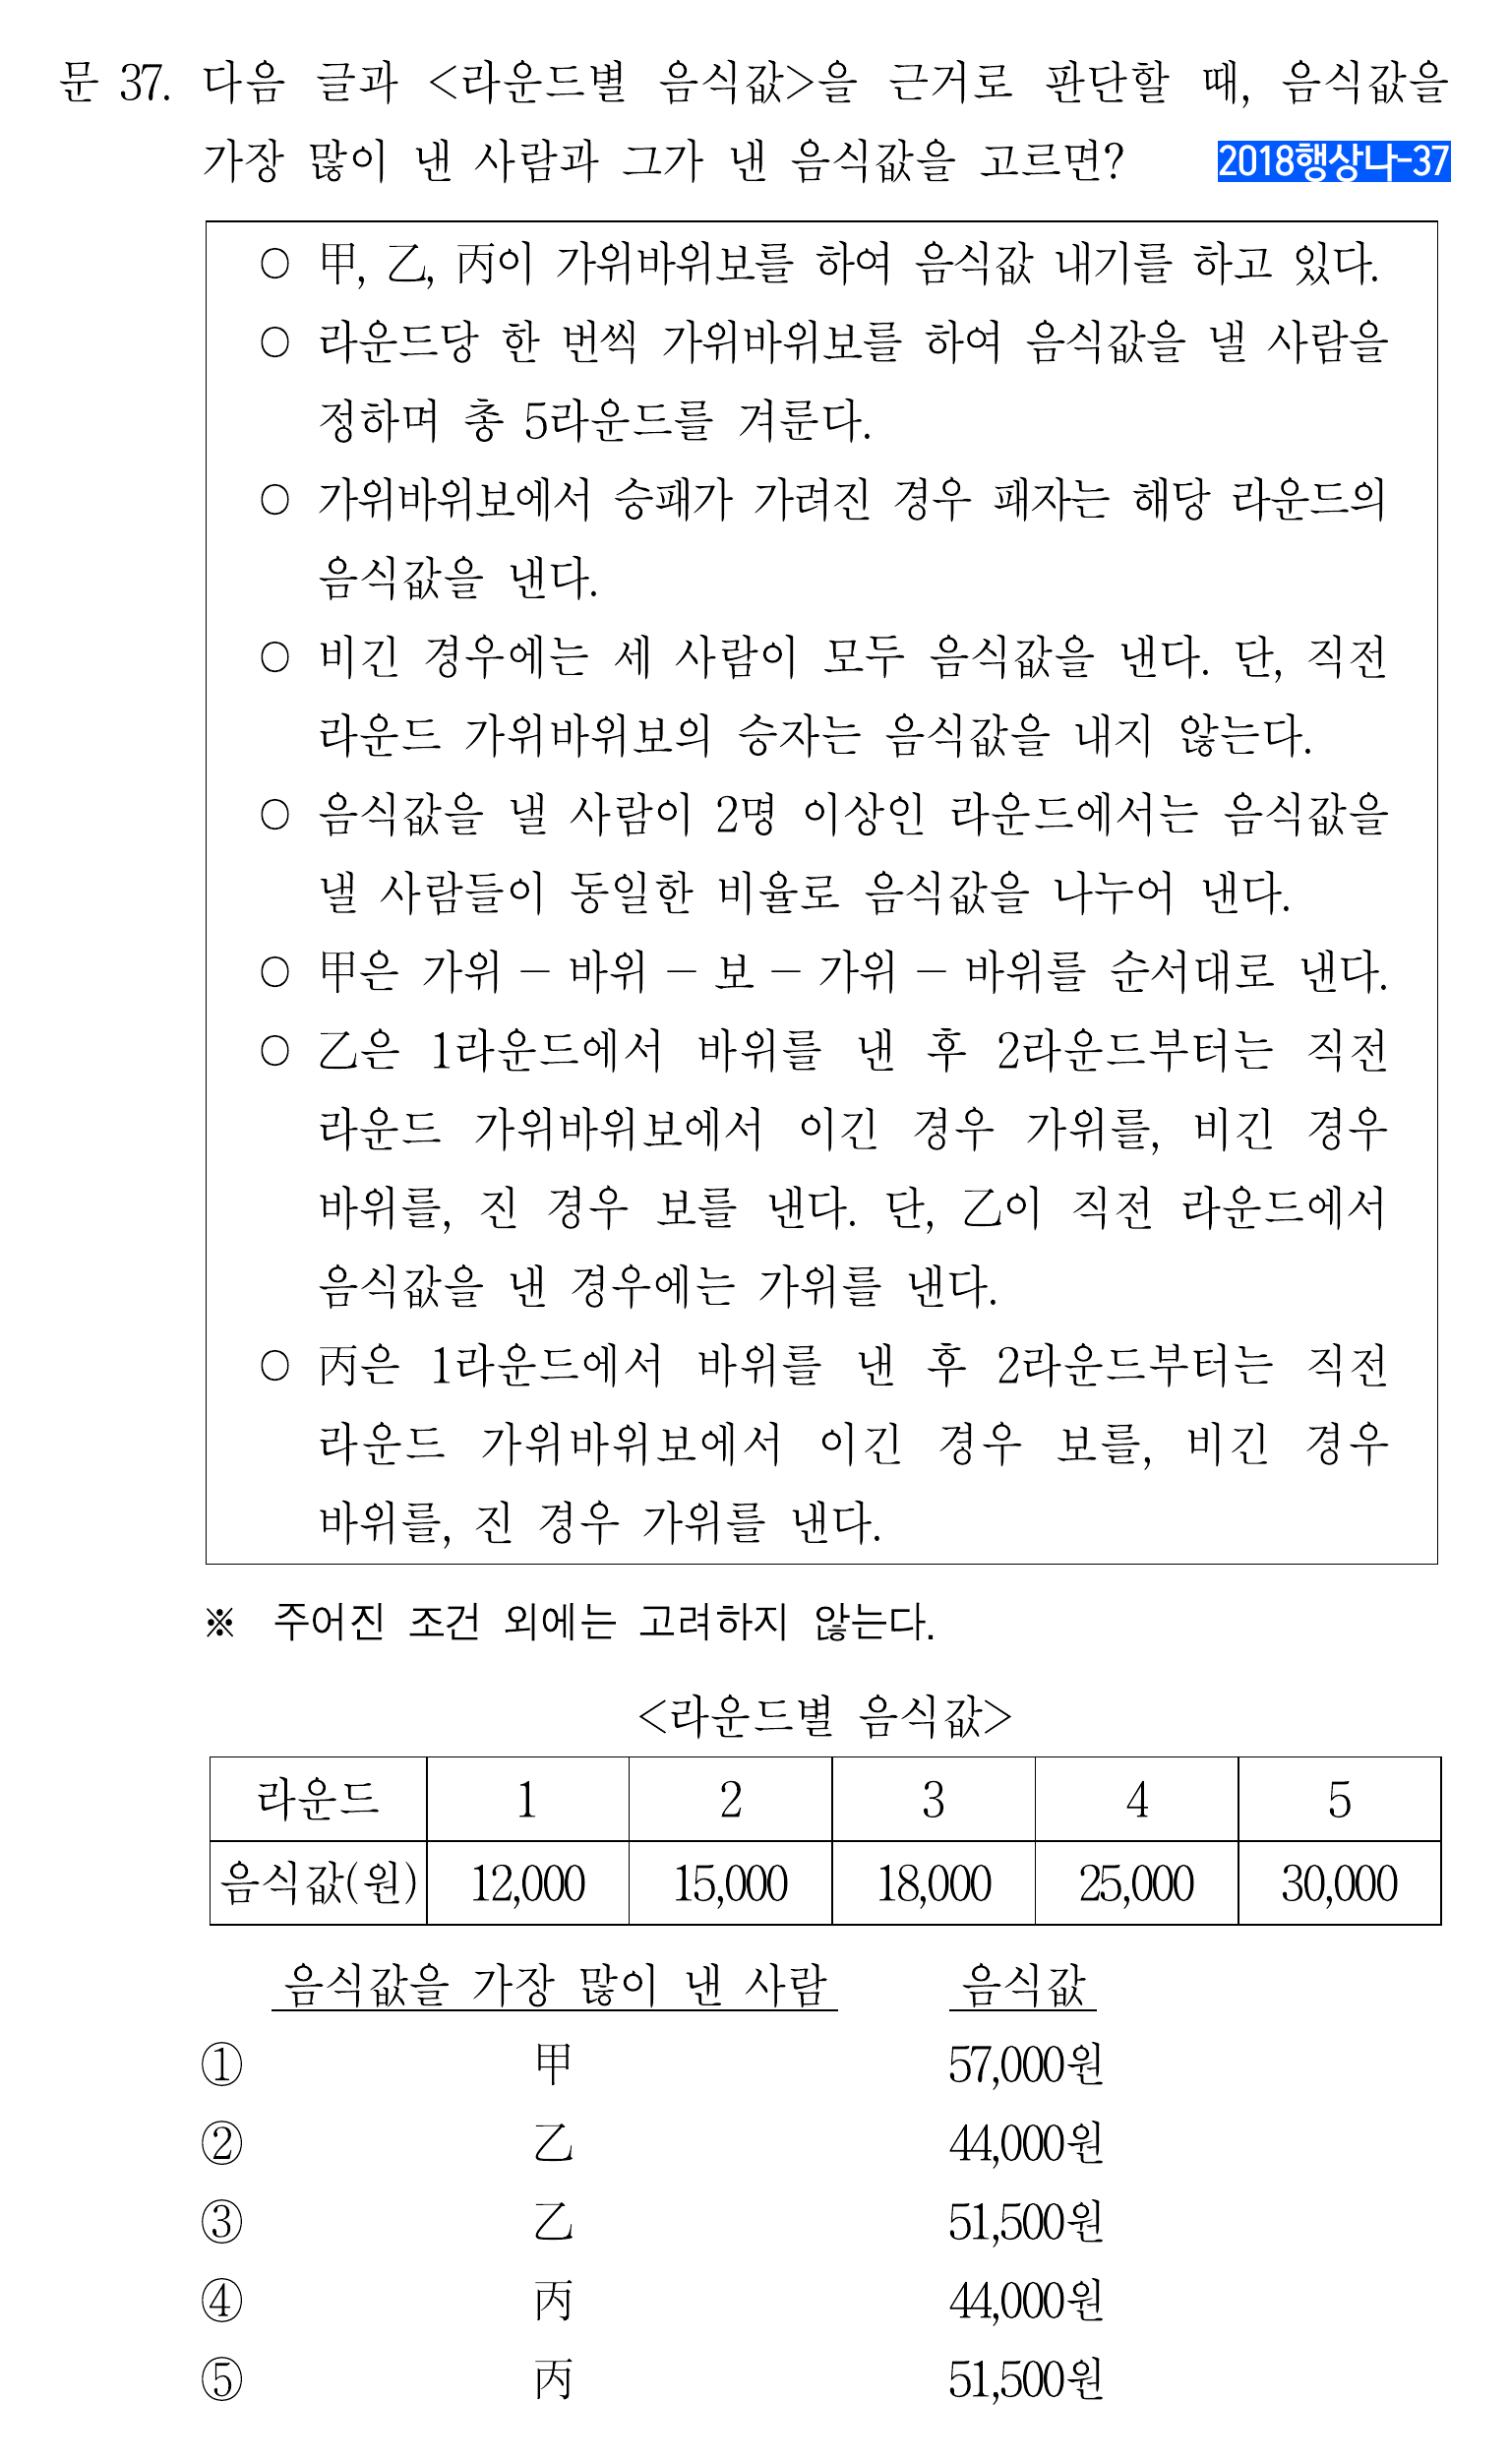 문 37. 다음 글과 <라운드별 음식값>을 근거로 판단할 때, 음식값을
가장 많이 낸 사람과 그가 낸 음식값을 고르면? 2018행상나-37
○ 甲, 乙, 丙이 가위바위보를 하여 음식값 내기를 하고 있다.
○ 라운드당 한 번씩 가위바위보를 하여 음식값을 낼 사람을
정하며 총 5라운드를 겨룬다.
○ 가위바위보에서 승패가 가려진 경우 패자는 해당 라운드의
음식값을 낸다.
○ 비긴 경우에는 세 사람이 모두 음식값을 낸다. 단, 직전
라운드 가위바위보의 승자는 음식값을 내지 않는다.
○ 음식값을 낼 사람이 2명 이상인 라운드에서는 음식값을
낼 사람들이 동일한 비율로 음식값을 나누어 낸다.
○ 甲은 가위 – 바위 – 보 – 가위 – 바위를 순서대로 낸다.
○ 乙은 1라운드에서 바위를 낸 후 2라운드부터는 직전
라운드 가위바위보에서 이긴 경우 가위를, 비긴 경우
바위를, 진 경우 보를 낸다. 단, 乙이 직전 라운드에서
음식값을 낸 경우에는 가위를 낸다.
○ 丙은 1라운드에서 바위를 낸 후 2라운드부터는 직전
라운드 가위바위보에서 이긴 경우 보를, 비긴 경우
바위를, 진 경우 가위를 낸다.
※ 주어진 조건 외에는 고려하지 않는다.
<라운드별 음식값>
라운드 1 2 3 4 5
음식값(원) 12,000 15,000 18,000 25,000 30,000
음식값을 가장 많이 낸 사람 음식값
① 甲 57,000원
② 乙 44,000원
③ 乙 51,500원
④ 丙 44,000원
⑤ 丙 51,500원